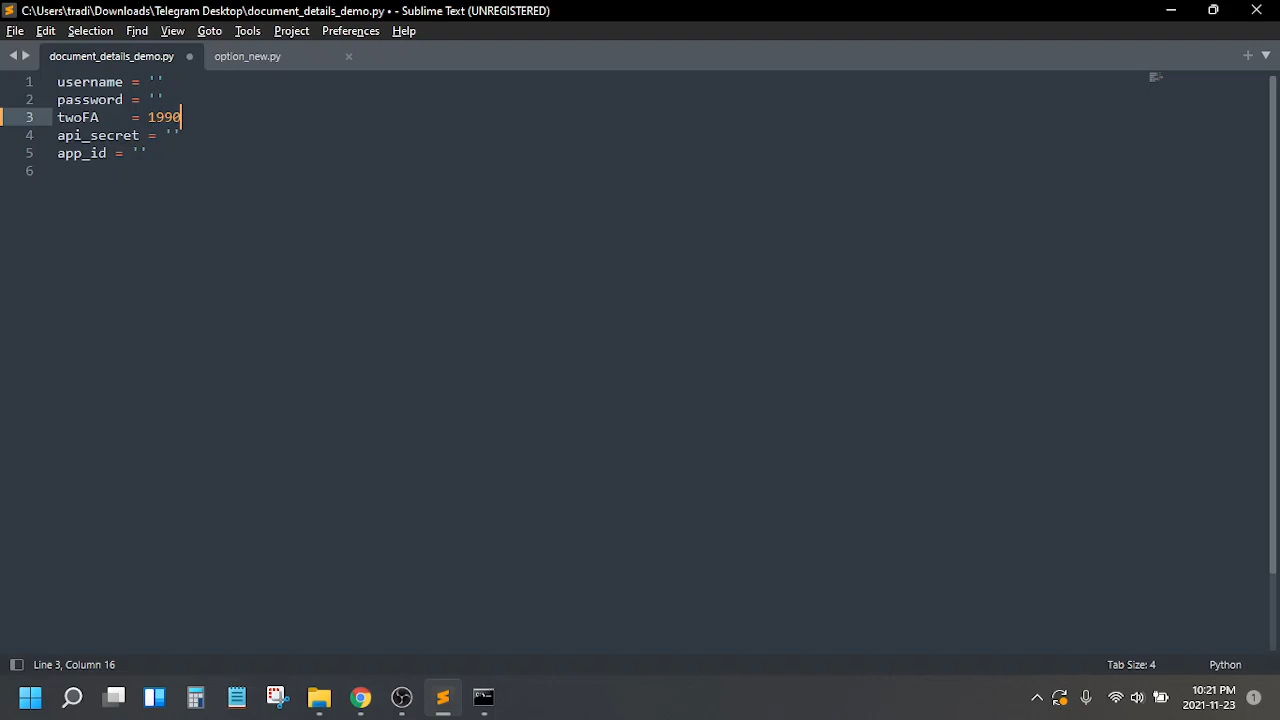 C:\Users\tradi\Downloads\Telegram Desktop\document_details_demo.py • - Sublime Text (UNREGISTERED)
File Edit Selection Find View Goto Tools Project Preferences Help
document_details_demo.py option_new.py
1 username = ''
2 password = ''
3 twoFA    = 1990
4 api_secret = ''
5 app_id = ''
6
Line 3, Column 16 Tab Size: 4 Python
10:21 PM
2021-11-23
1